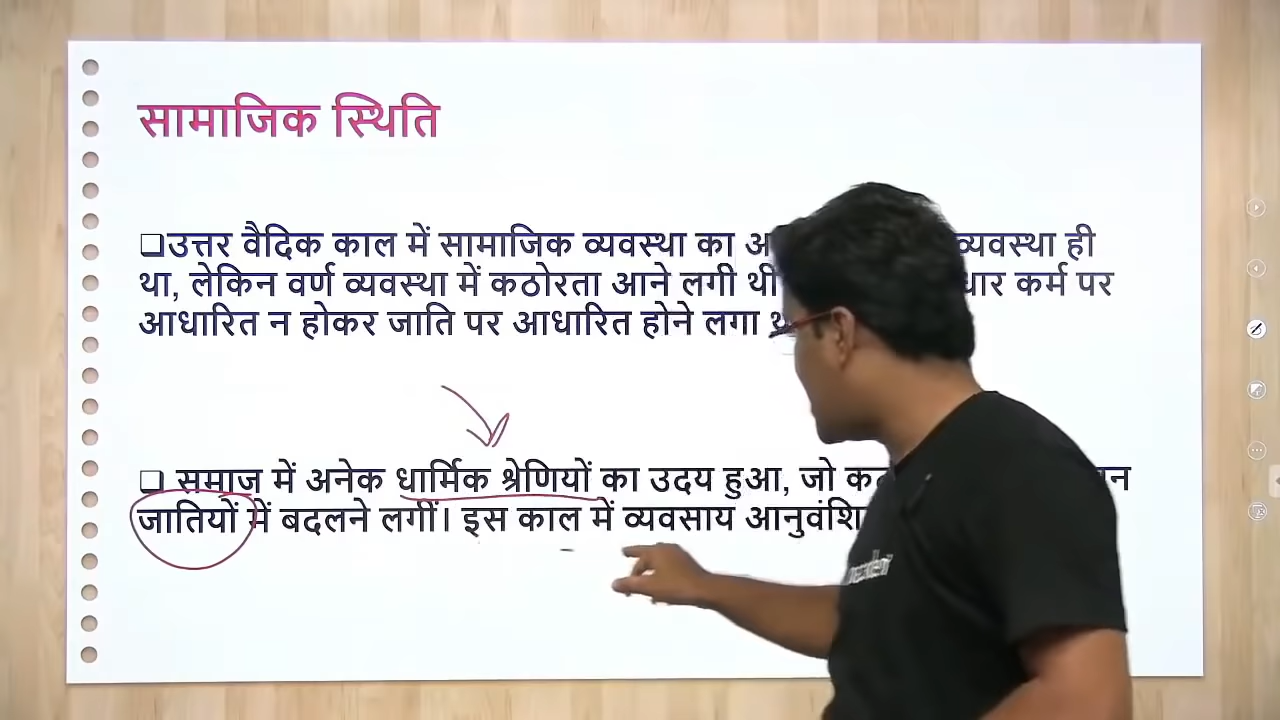 सामाजिक स्थिति
❑उत्तर वैदिक काल में सामाजिक व्यवस्था का व्यवस्था ही
था, लेकिन वर्ण व्यवस्था में कठोरता आने लगी थी कर्म पर
आधारित न होकर जाति पर आधारित होने लगा
❑ समाज में अनेक धार्मिक श्रेणियों का उदय हुआ, जो
जातियों में बदलने लगीं। इस काल में व्यवसाय